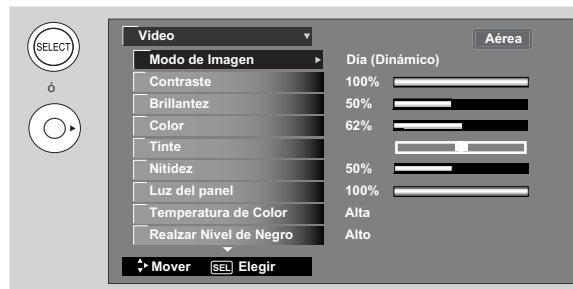 SELECT
ó
Video
Aérea
Modo de Imagen Día (Dinámico)
Contraste 100%
Brillantez 50%
Color 62%
Tinte
Nitidez 50%
Luz del panel 100%
Temperatura de Color Alta
Realzar Nivel de Negro Alto
Mover SEL Elegir